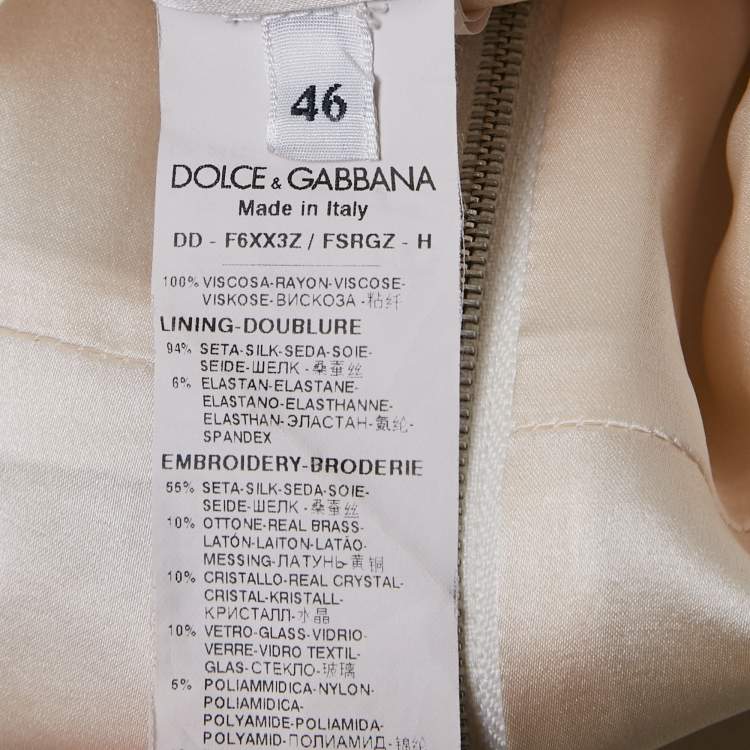 46
DOLCE & GABBANA
Made in Italy
DD - F6XX3Z / FSRGZ - H
100% VISCOSA-RAYON-VISCOSE-
VISKOSE-ВИСКОЗА -粘纤
LINING-DOUBLURE
94% SETA-SILK-SEDA-SOIE-
SEIDE-ШЕЛК -桑蚕丝
6% ELASTAN-ELASTANE-
ELASTANO-ELASTHANNE-
ELASTHAN-ЭЛАСТАН-氨纶-
SPANDEX
EMBROIDERY-BRODERIE
55% SETA-SILK-SEDA-SOIE-
SEIDE-ШЕЛК -桑蚕丝
10% OTTONE-REAL BRASS-
LATÓN-LAITON-LATÃO-
MESSING-ЛАТУНЬ-黄铜
10% CRISTALLO-REAL CRYSTAL-
CRISTAL-KRISTALL-
КРИСТАЛЛ-水晶
10% VETRO-GLASS-VIDRIO-
VERRE-VIDRO TEXTIL-
GLAS-СТЕКЛО-玻璃
5% POLIAMMIDICA-NYLON-
POLIAMIDICA-
POLYAMIDE-POLIAMIDA-
POLYAMID-ПОЛИАМИД-锦纶